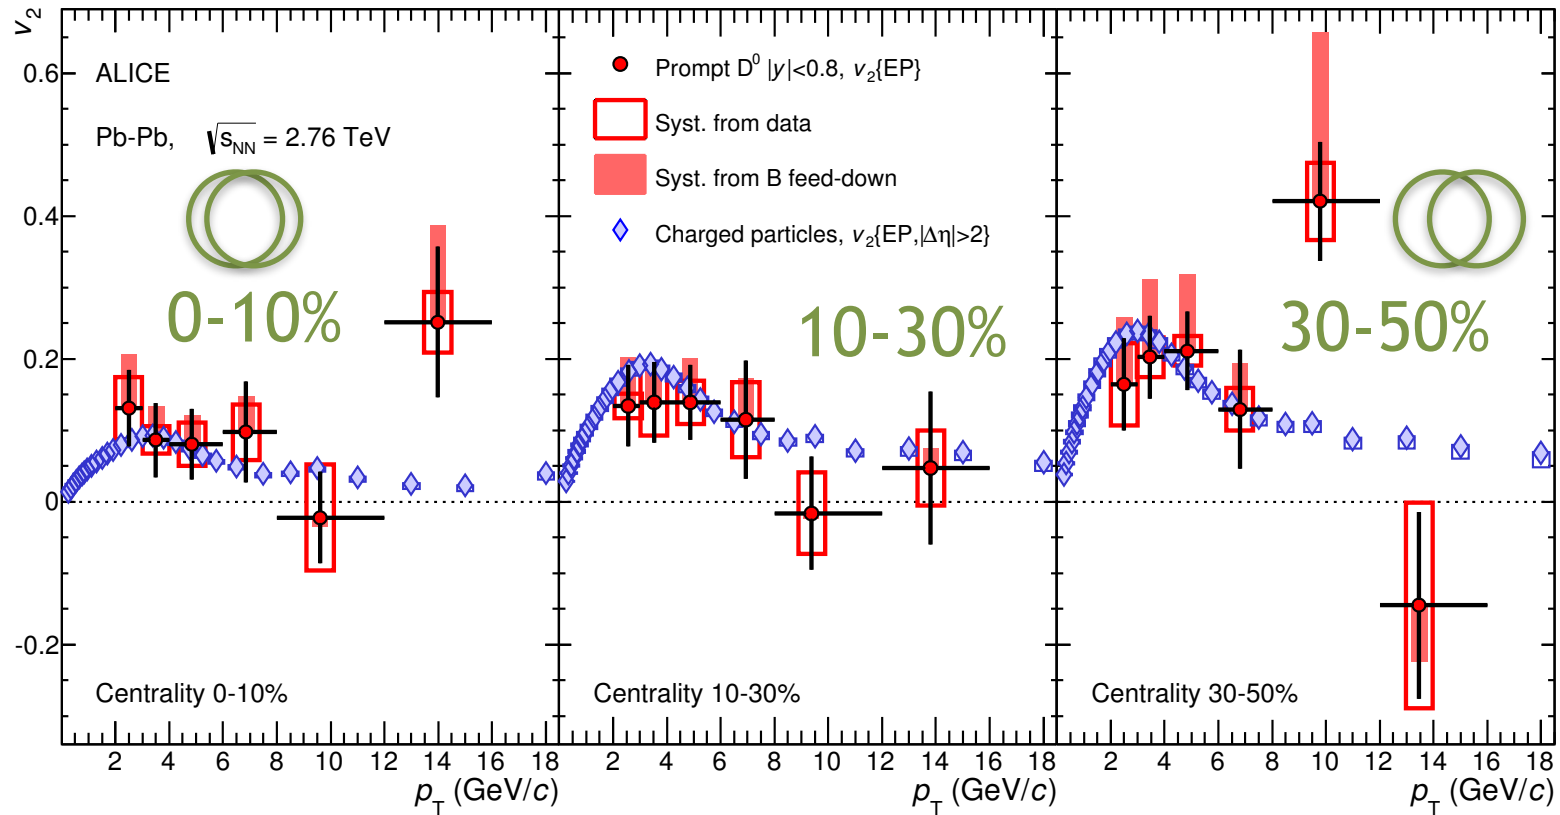 v₂
0.6
0.4
0.2
0
-0.2
ALICE
Pb-Pb, √s_NN = 2.76 TeV
0-10%
Centrality 0-10%
2 4 6 8 10 12 14 16 18
p_T (GeV/c)
Prompt D⁰ |y|<0.8, v₂{EP}
Syst. from data
Syst. from B feed-down
Charged particles, v₂{EP,|Δη|>2}
10-30%
Centrality 10-30%
2 4 6 8 10 12 14 16 18
p_T (GeV/c)
30-50%
Centrality 30-50%
2 4 6 8 10 12 14 16 18
p_T (GeV/c)